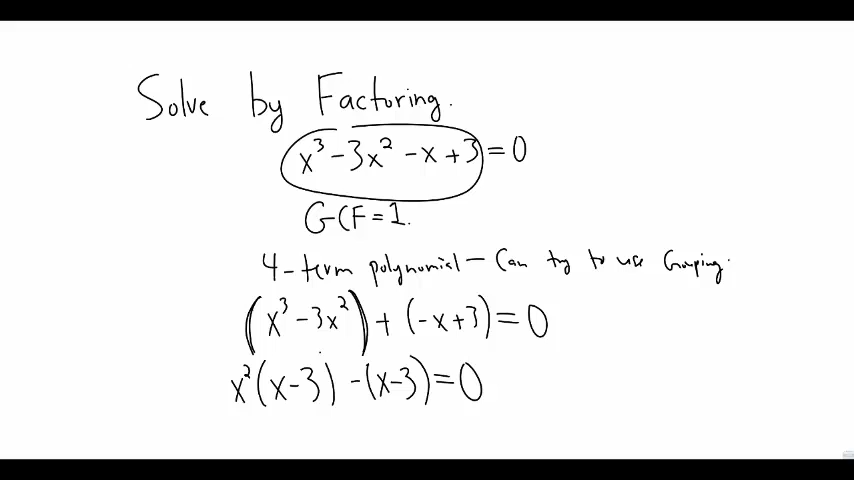 Solve by Factoring.
x³ - 3x² - x + 3 = 0
GCF = 1.
4-term polynomial - Can try to use Grouping.
(x³ - 3x²) + (-x + 3) = 0
x²(x - 3) - (x - 3) = 0